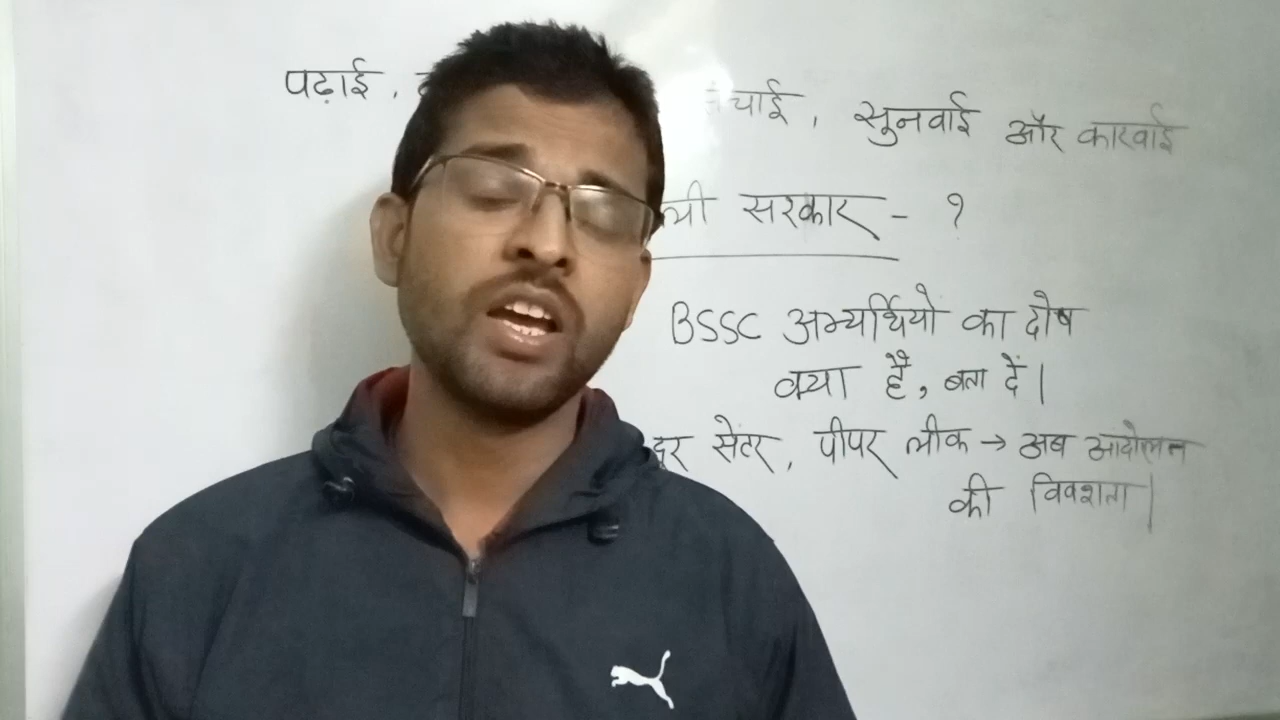 पढ़ाई, सुनवाई और कारवाई
सरकार - ?
BSSC अभ्यर्थियो का दोष
क्या है, बता दें।
सेंटर, पीपर लीक → अब आंदोलन
की विवशता।